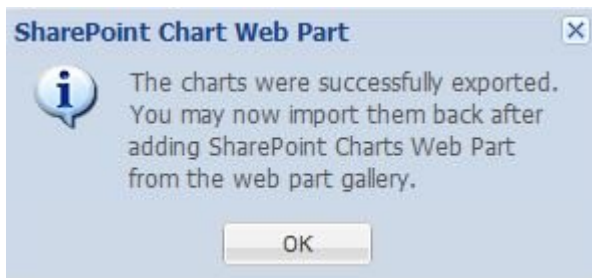 SharePoint Chart Web Part
The charts were successfully exported.
You may now import them back after
adding SharePoint Charts Web Part
from the web part gallery.
OK